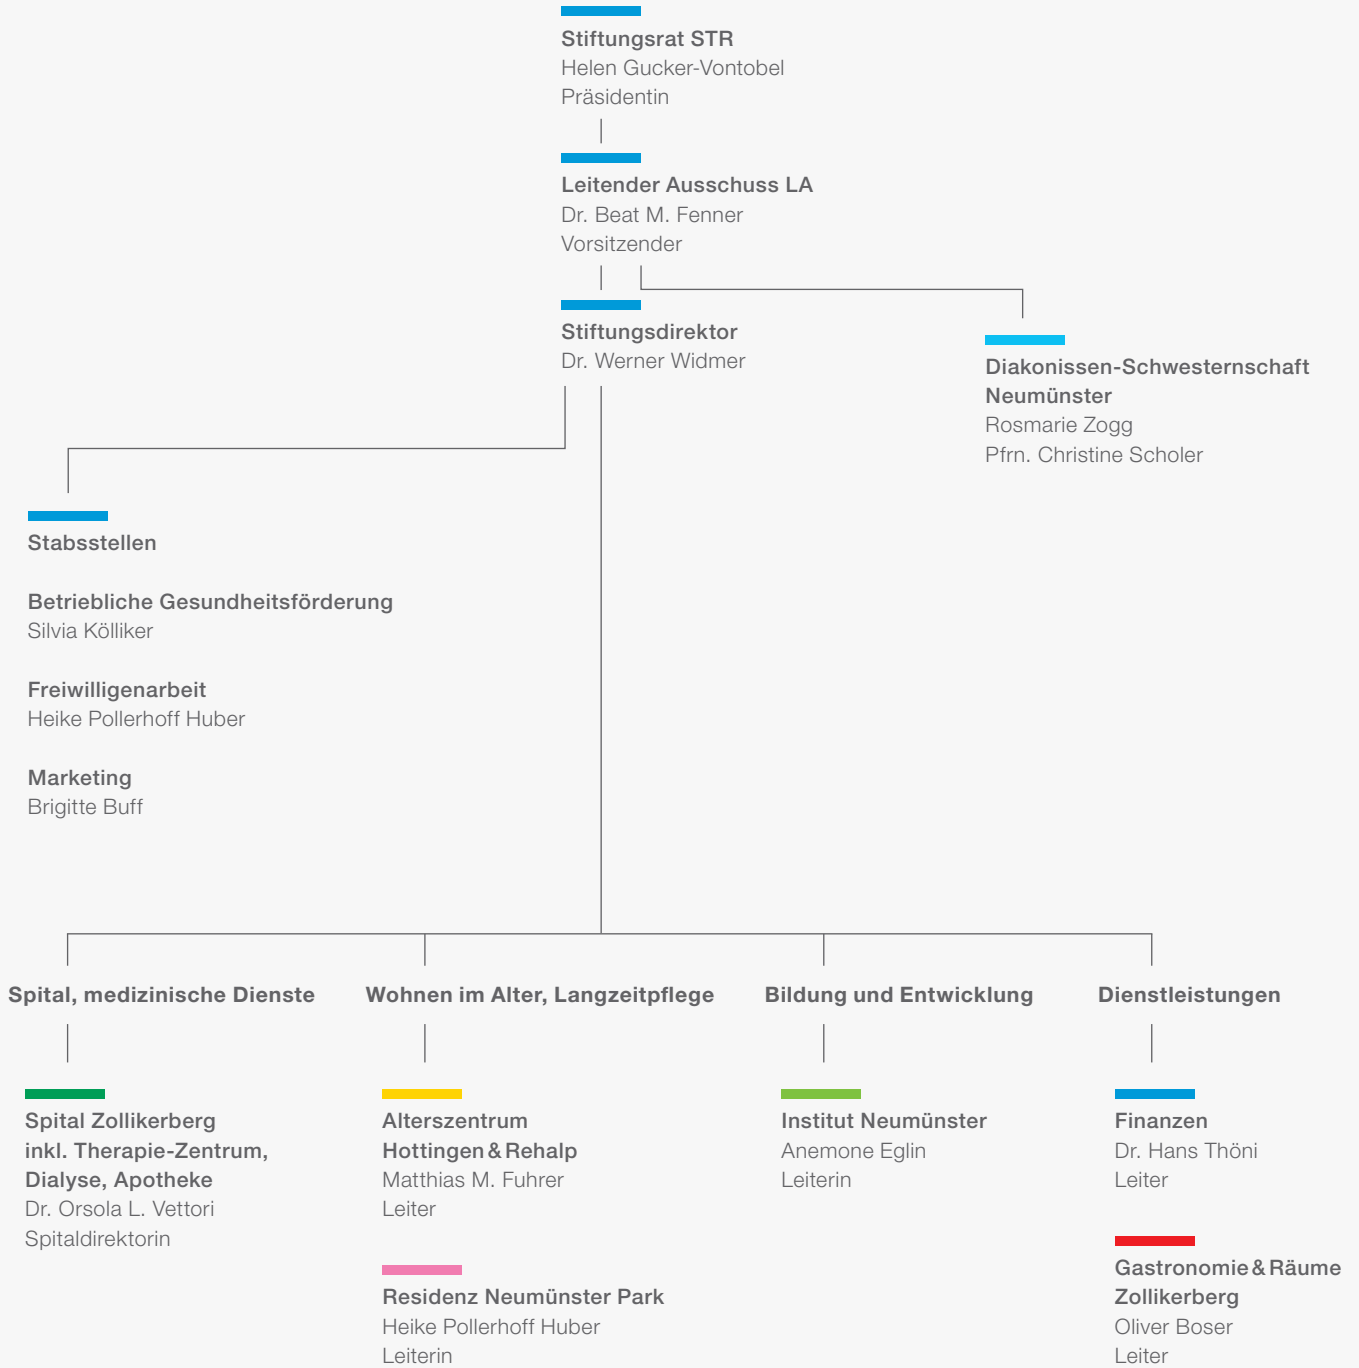 Stiftungsrat STR
Helen Gucker-Vontobel
Präsidentin
Leitender Ausschuss LA
Dr. Beat M. Fenner
Vorsitzender
Stiftungsdirektor
Dr. Werner Widmer
Diakonissen-Schwesternschaft
Neumünster
Rosmarie Zogg
Pfrn. Christine Scholer
Stabsstellen
Betriebliche Gesundheitsförderung
Silvia Kölliker
Freiwilligenarbeit
Heike Pollerhoff Huber
Marketing
Brigitte Buff
Spital, medizinische Dienste
Spital Zollikerberg
inkl. Therapie-Zentrum,
Dialyse, Apotheke
Dr. Orsola L. Vettori
Spitaldirektorin
Wohnen im Alter, Langzeitpflege
Alterszentrum
Hottingen & Rehalp
Matthias M. Fuhrer
Leiter
Residenz Neumünster Park
Heike Pollerhoff Huber
Leiterin
Bildung und Entwicklung
Institut Neumünster
Anemone Eglin
Leiterin
Dienstleistungen
Finanzen
Dr. Hans Thöni
Leiter
Gastronomie & Räume
Zollikerberg
Oliver Boser
Leiter